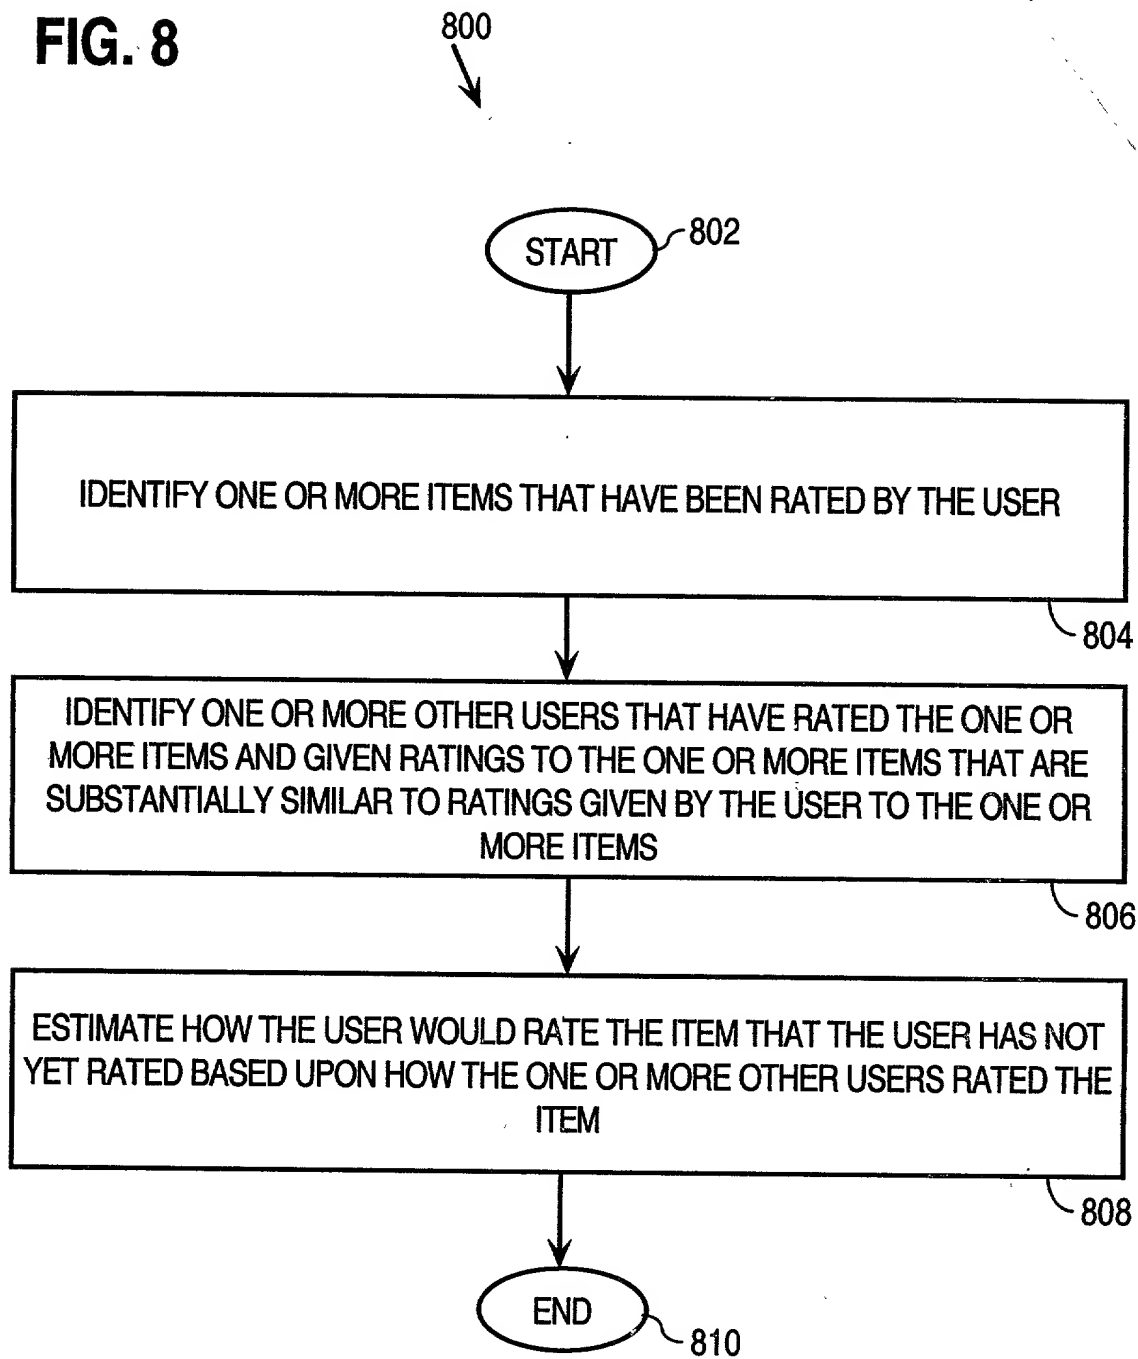 FIG. 8
800
START
802
IDENTIFY ONE OR MORE ITEMS THAT HAVE BEEN RATED BY THE USER
804
IDENTIFY ONE OR MORE OTHER USERS THAT HAVE RATED THE ONE OR
MORE ITEMS AND GIVEN RATINGS TO THE ONE OR MORE ITEMS THAT ARE
SUBSTANTIALLY SIMILAR TO RATINGS GIVEN BY THE USER TO THE ONE OR
MORE ITEMS
806
ESTIMATE HOW THE USER WOULD RATE THE ITEM THAT THE USER HAS NOT
YET RATED BASED UPON HOW THE ONE OR MORE OTHER USERS RATED THE
ITEM
808
END
810